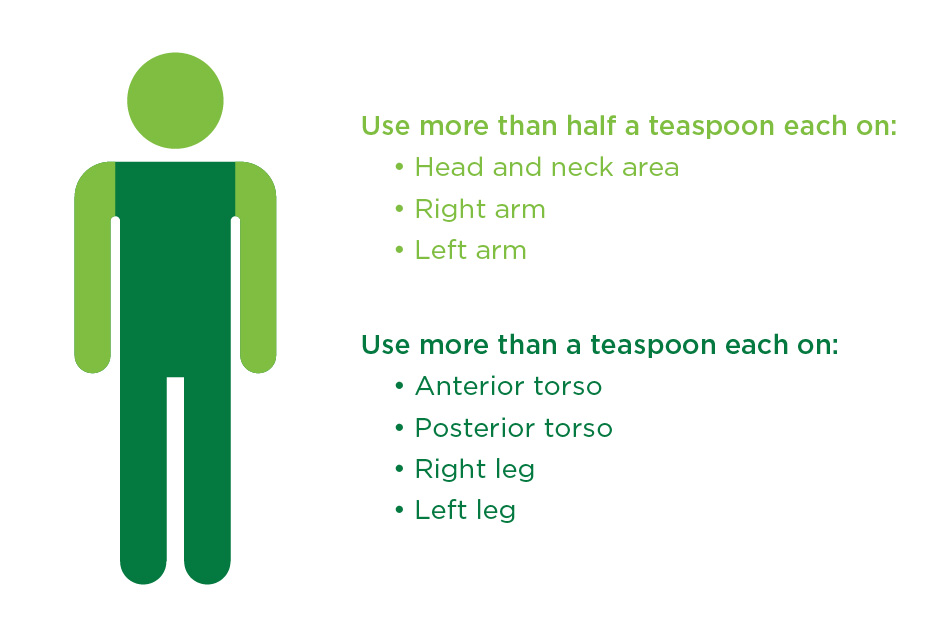 Use more than half a teaspoon each on:
• Head and neck area
• Right arm
• Left arm
Use more than a teaspoon each on:
• Anterior torso
• Posterior torso
• Right leg
• Left leg